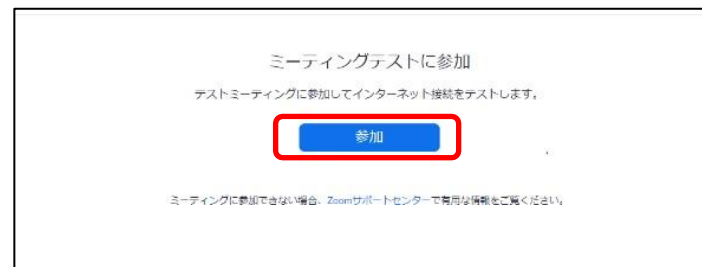 ミーティングテストに参加
テストミーティングに参加してインターネット接続をテストします。
参加
ミーティングに参加できない場合、Zoomサポートセンターで有用な情報をご覧ください。